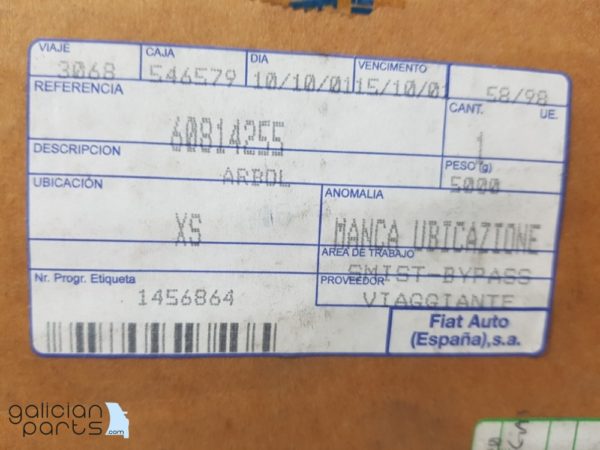 VIAJE CAJA DIA VENCIMENTO
3068 546579 10/10/01 15/10/01 58/98
REFERENCIA CANT. UE.
60814255 1
DESCRIPCION PESO (g)
ARBOL 5000
UBICACIÓN ANOMALIA
XS MANCA UBICAZIONE
AREA DE TRABAJO
SMIST-BYPASS
Nr. Progr. Etiqueta PROVEEDOR
1456864 VIAGGIANTE
Fiat Auto
(España),s.a.
galician
parts.com